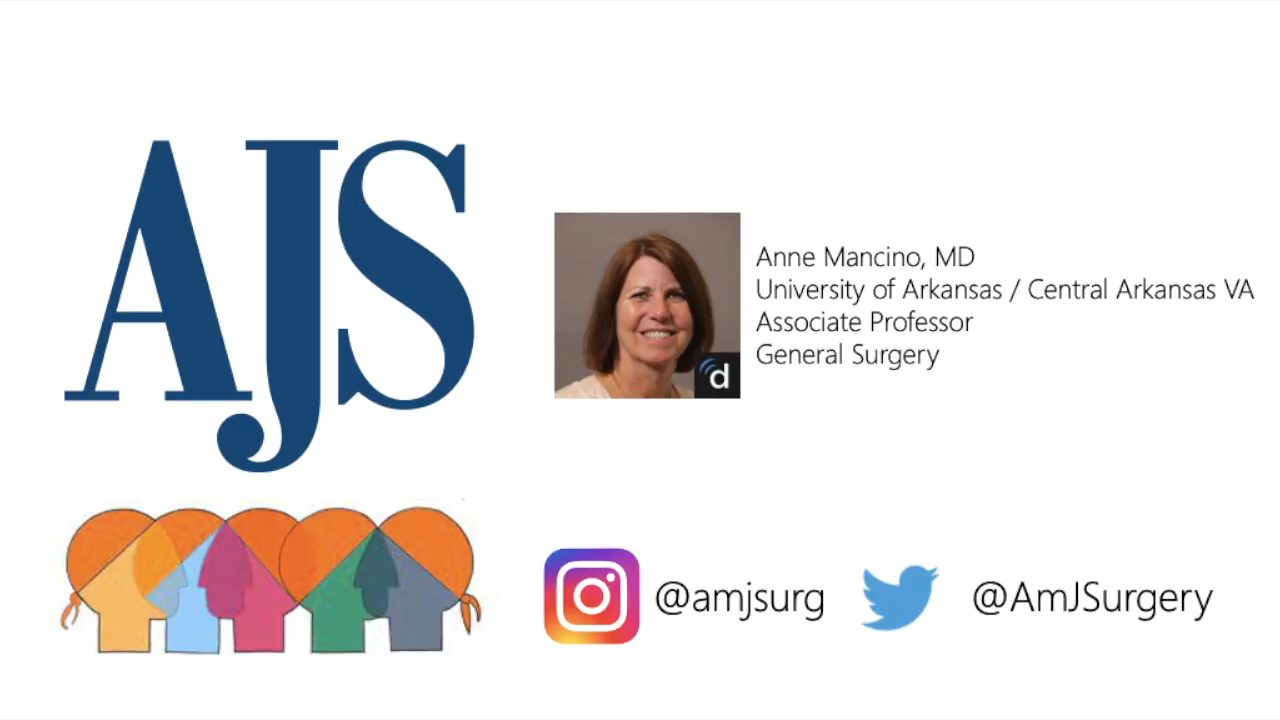 AJS
Anne Mancino, MD
University of Arkansas / Central Arkansas VA
Associate Professor
General Surgery
d
@amjsurg
@AmJSurgery